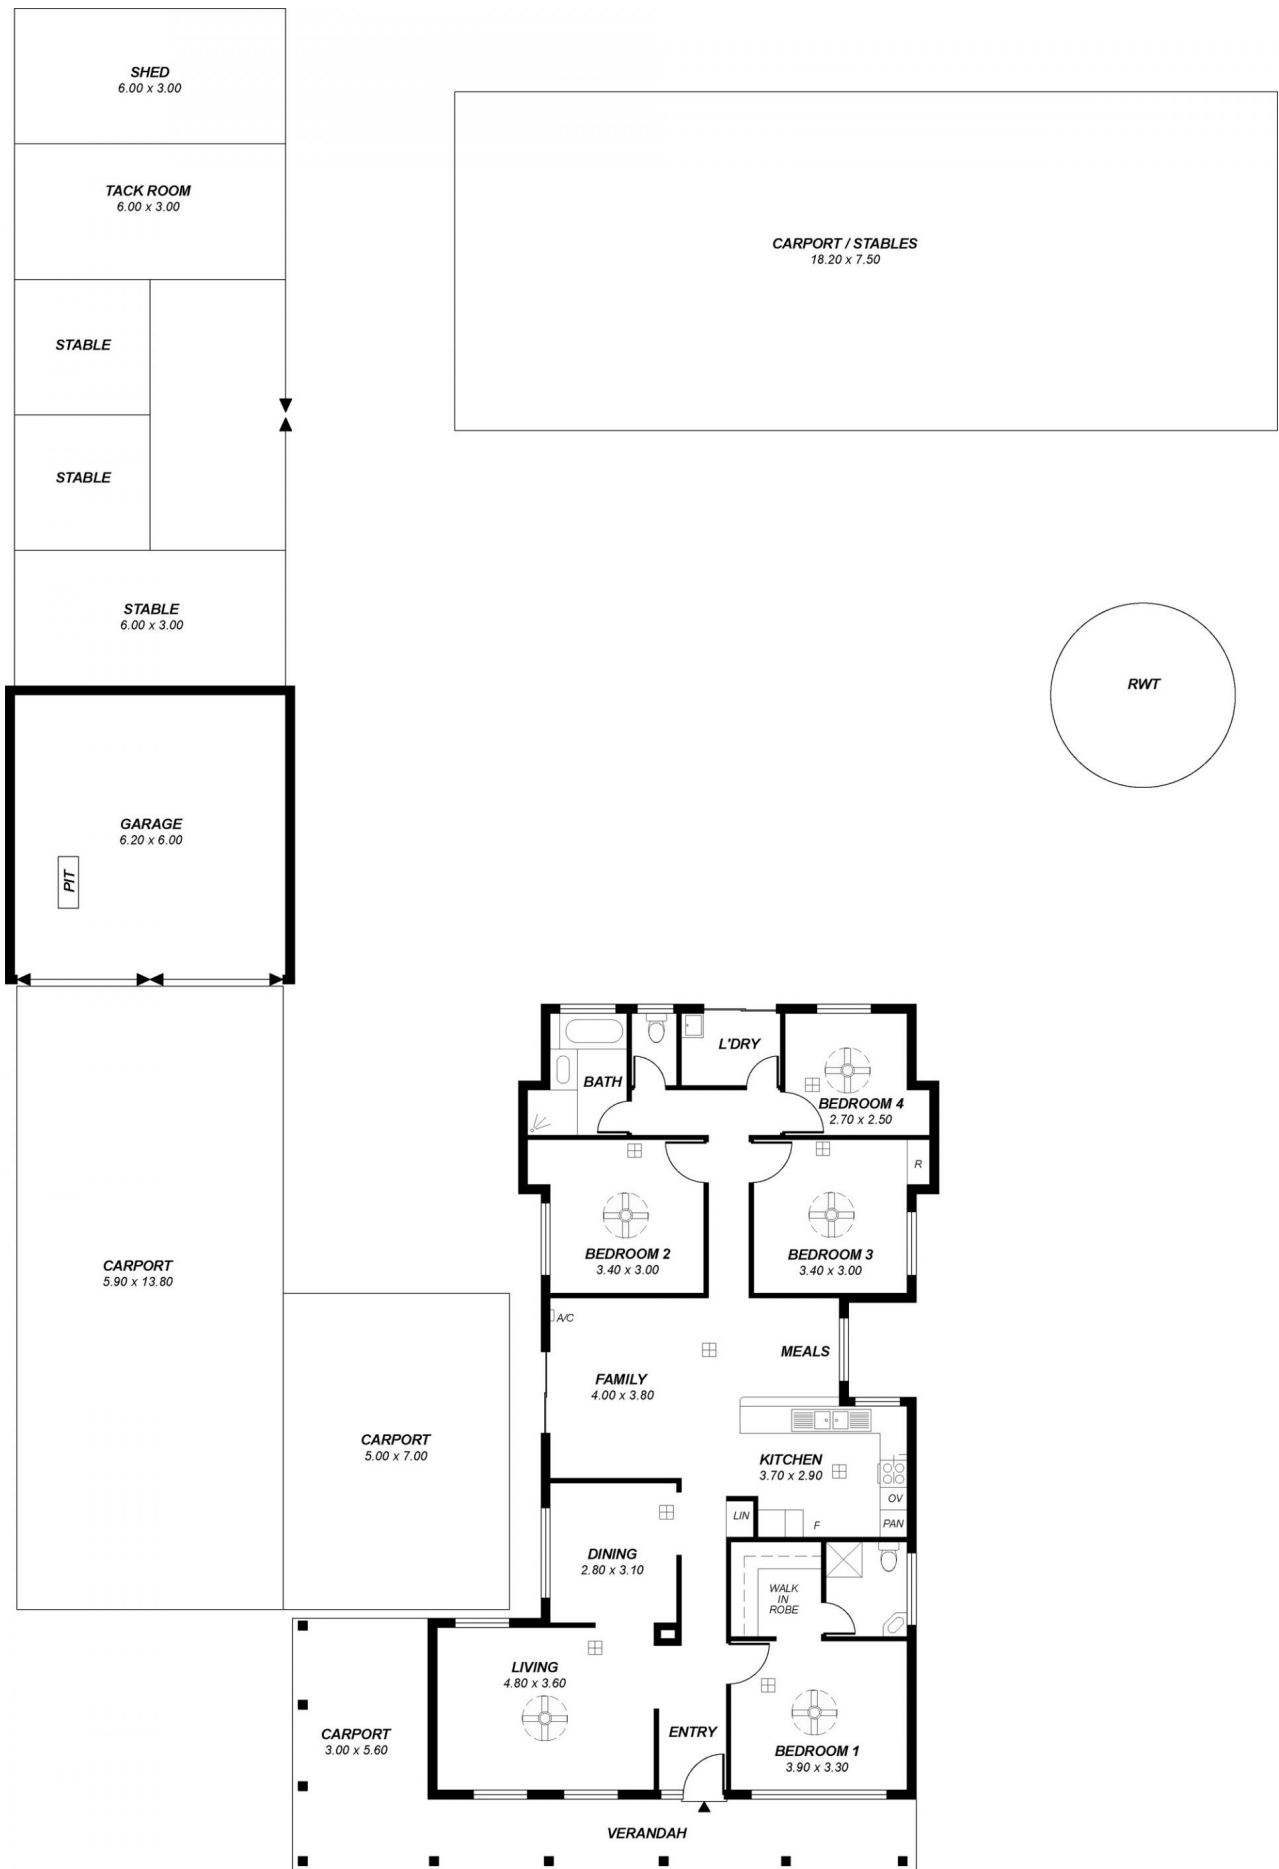 SHED
6.00 x 3.00
TACK ROOM
6.00 x 3.00
CARPORT / STABLES
18.20 x 7.50
STABLE
STABLE
STABLE
6.00 x 3.00
RWT
GARAGE
6.20 x 6.00
PIT
L'DRY
BATH
BEDROOM 4
2.70 x 2.50
R
BEDROOM 2
3.40 x 3.00
BEDROOM 3
3.40 x 3.00
CARPORT
5.90 x 13.80
A/C
MEALS
FAMILY
4.00 x 3.80
CARPORT
5.00 x 7.00
KITCHEN
3.70 x 2.90
OV
LIN
F
PAN
DINING
2.80 x 3.10
WALK
IN
ROBE
LIVING
4.80 x 3.60
CARPORT
3.00 x 5.60
ENTRY
BEDROOM 1
3.90 x 3.30
VERANDAH